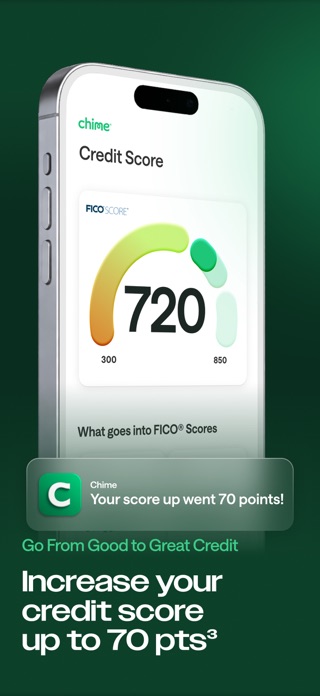 chime
Credit Score
FICO SCORE™
720
300
850
What goes into FICO® Scores
C
Chime
Your score up went 70 points!
Go From Good to Great Credit
Increase your
credit score
up to 70 pts³